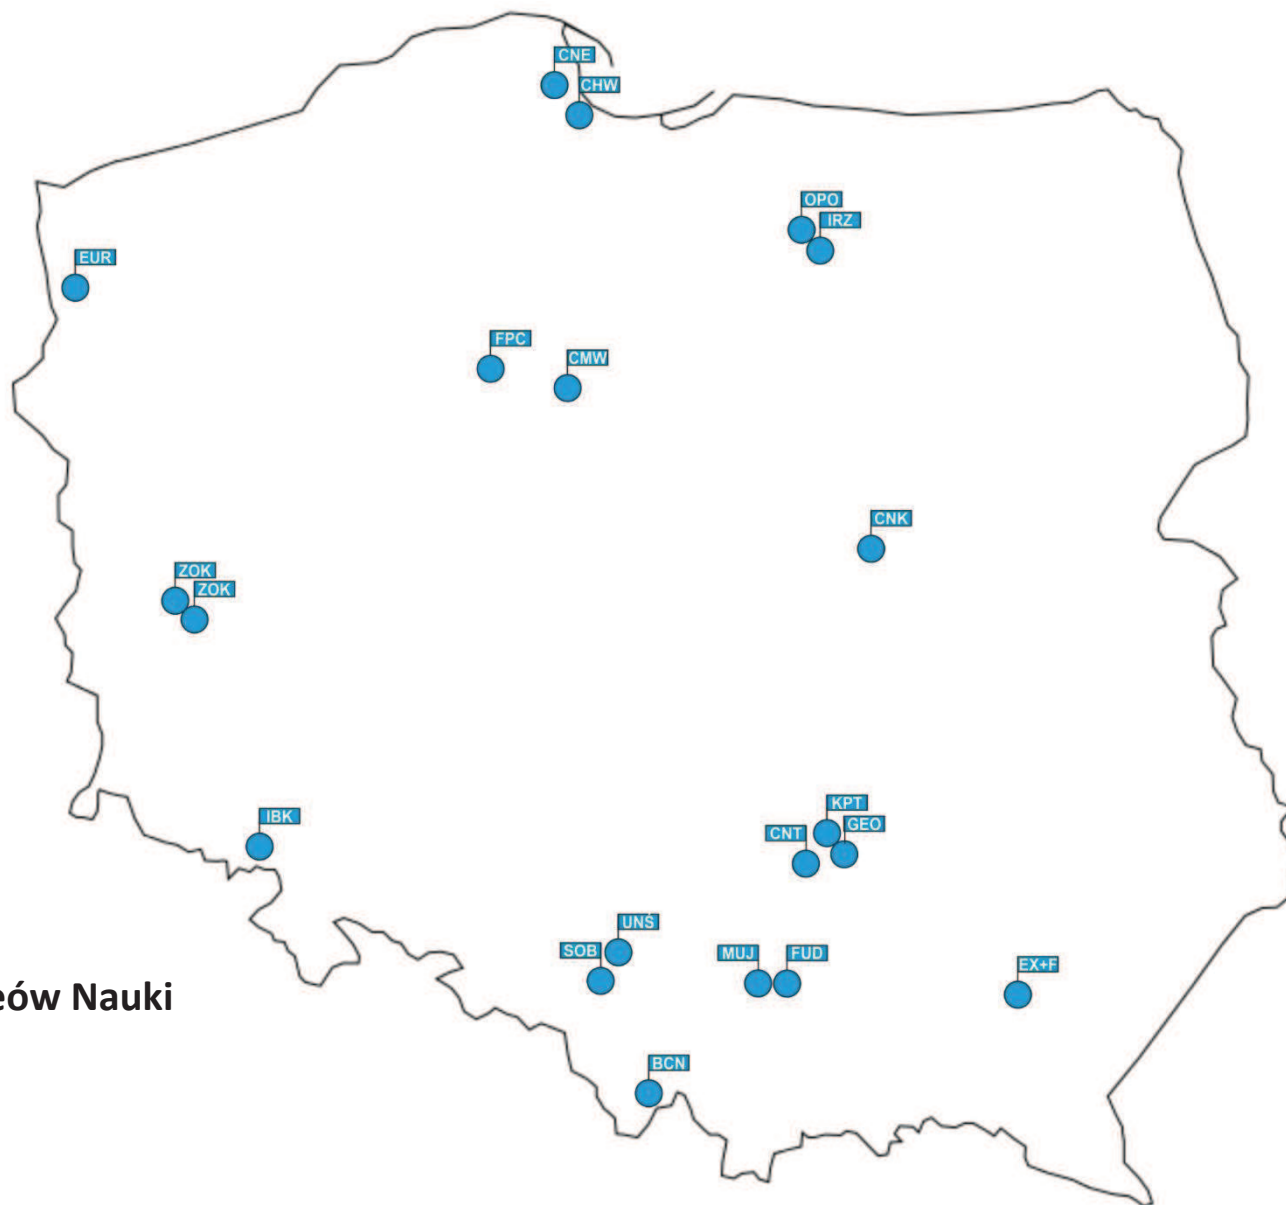 CNE
CHW
OPO
IRZ
EUR
FPC
CMW
CNK
ZOK
ZOK
KPT
IBK
GEO
CNT
UNŚ
SOB
MUJ
FUD
EX+F
eów Nauki
BCN